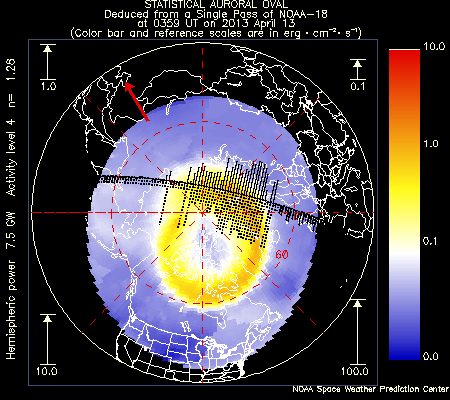 STATISTICAL AURORAL OVAL
Deduced from a Single Pass of NOAA-18
at 0359 UT on 2013 April 13
(Color bar and reference scales are in erg · cm⁻² · s⁻¹)
Hemispheric power 7.5 GW Activity level 4 n= 1.28
1.0
0.1
10.0
100.0
60
10.0
1.0
0.1
0.0
NOAA Space Weather Prediction Center